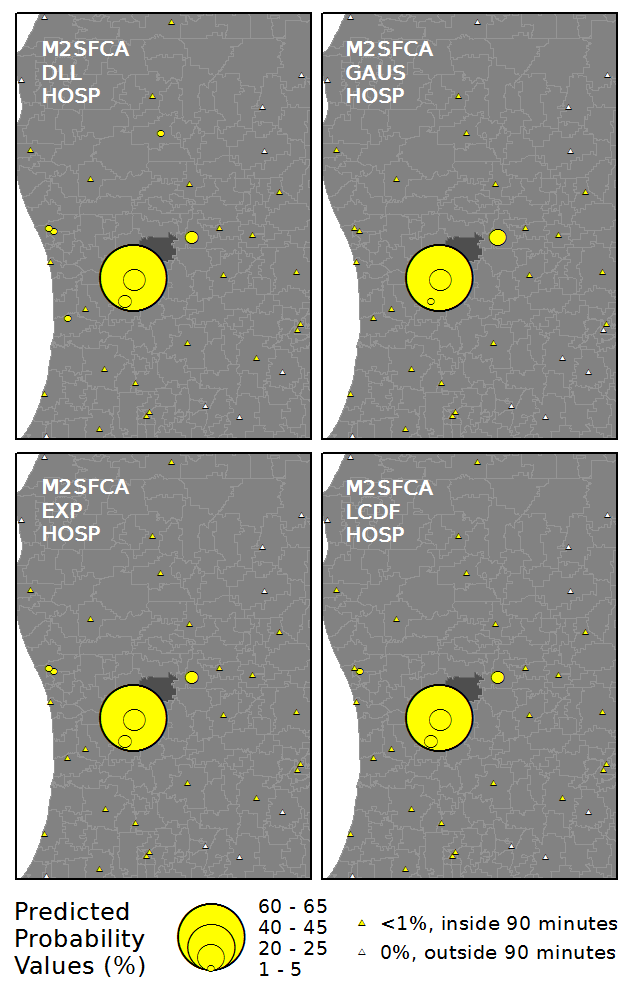 M2SFCA
DLL
HOSP
M2SFCA
GAUS
HOSP
M2SFCA
EXP
HOSP
M2SFCA
LCDF
HOSP
Predicted
Probability
Values (%)
60 - 65
40 - 45
20 - 25
1 - 5
<1%, inside 90 minutes
0%, outside 90 minutes